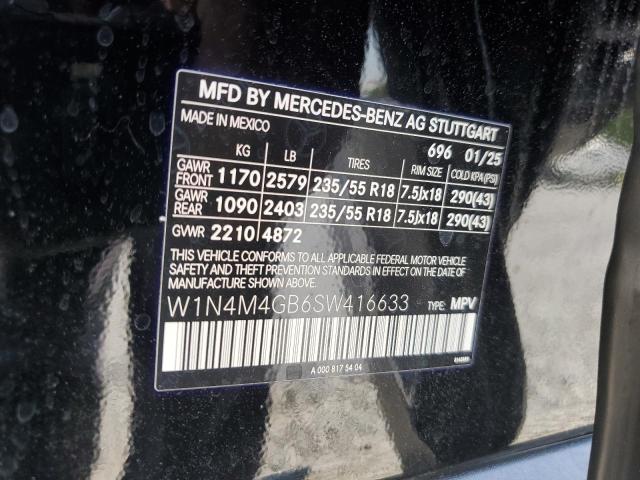 MFD BY MERCEDES-BENZ AG STUTTGART
MADE IN MEXICO 696 01/25
KG LB TIRES RIM SIZE COLD KPA(PSI)
GAWR FRONT 1170 2579 235/55 R18 7.5Jx18 290(43)
GAWR REAR 1090 2403 235/55 R18 7.5Jx18 290(43)
GVWR 2210 4872
THIS VEHICLE CONFORMS TO ALL APPLICABLE FEDERAL MOTOR VEHICLE
SAFETY AND THEFT PREVENTION STANDARDS IN EFFECT ON THE DATE OF
MANUFACTURE SHOWN ABOVE.
W1N4M4GB6SW416633 TYPE: MPV
A 000 817 54 04